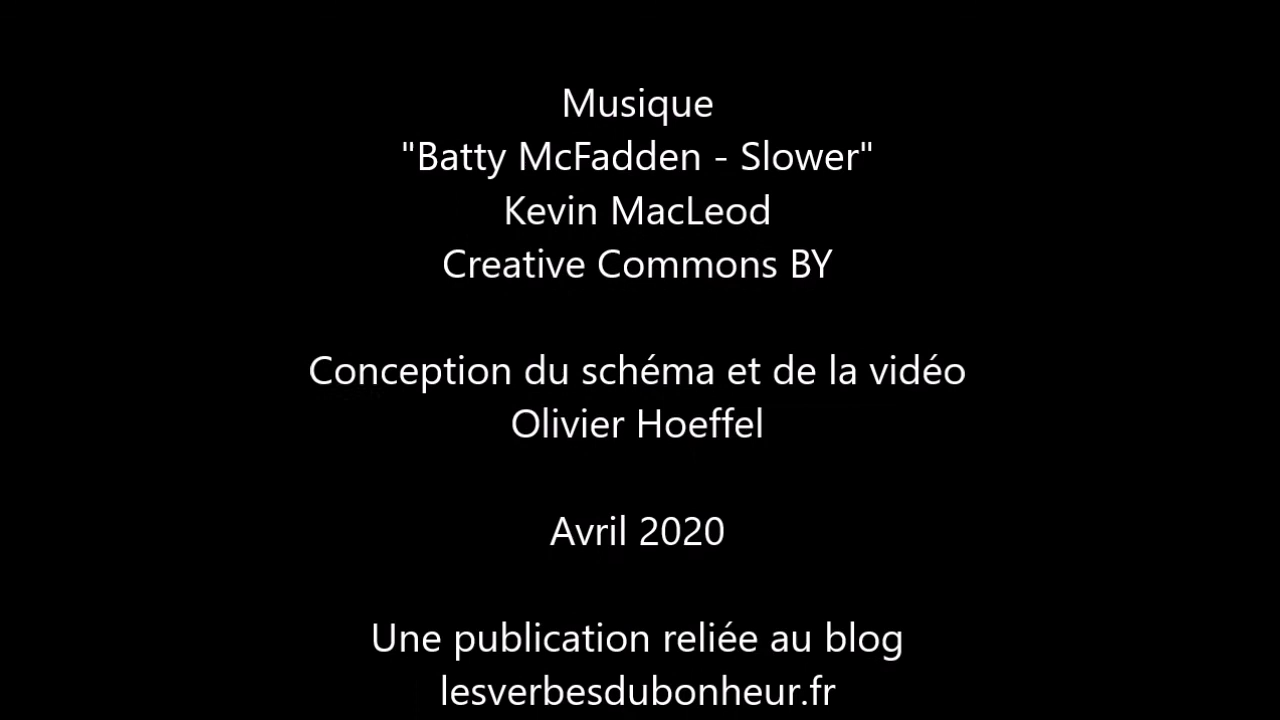 Musique
"Batty McFadden - Slower"
Kevin MacLeod
Creative Commons BY
Conception du schéma et de la vidéo
Olivier Hoeffel
Avril 2020
Une publication reliée au blog
lesverbesdubonheur.fr